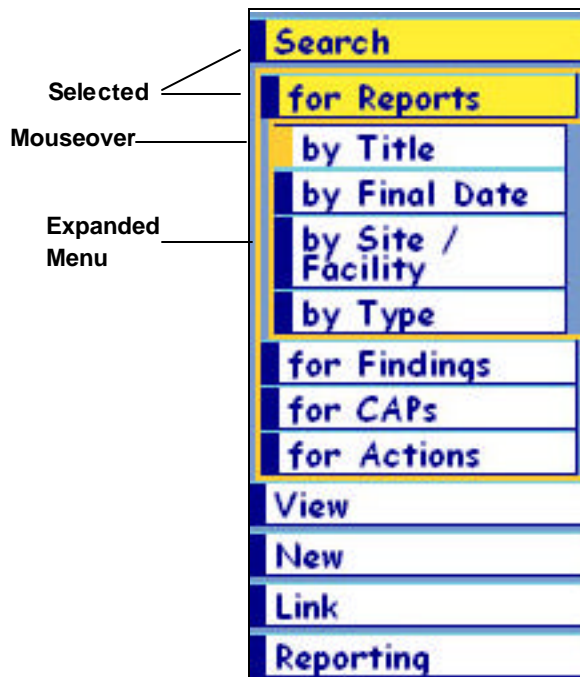 Selected
Mouseover
Expanded
Menu
Search
for Reports
by Title
by Final Date
by Site /
Facility
by Type
for Findings
for CAPs
for Actions
View
New
Link
Reporting